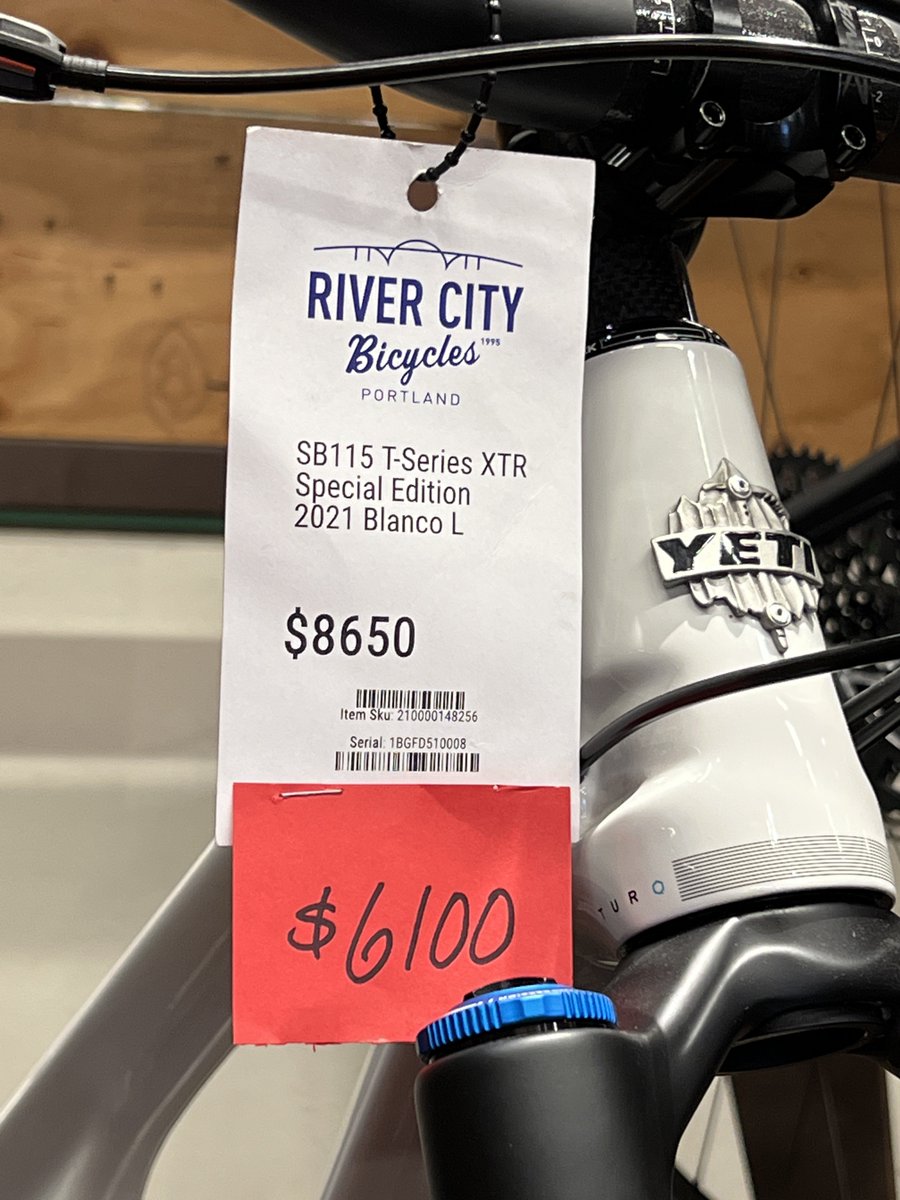 RIVER CITY
Bicycles 1995
PORTLAND
SB115 T-Series XTR
Special Edition
2021 Blanco L
$8650
Item Sku: 210000148256
Serial: 1BGFD510008
$6100
YETI
TURO